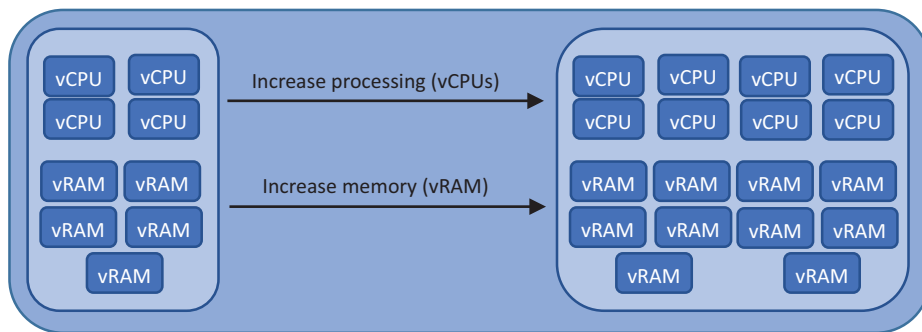 vCPU vCPU Increase processing (vCPUs) vCPU vCPU vCPU vCPU
vCPU vCPU vCPU vCPU vCPU vCPU
vRAM vRAM Increase memory (vRAM) vRAM vRAM vRAM vRAM
vRAM vRAM vRAM vRAM vRAM vRAM
vRAM vRAM vRAM